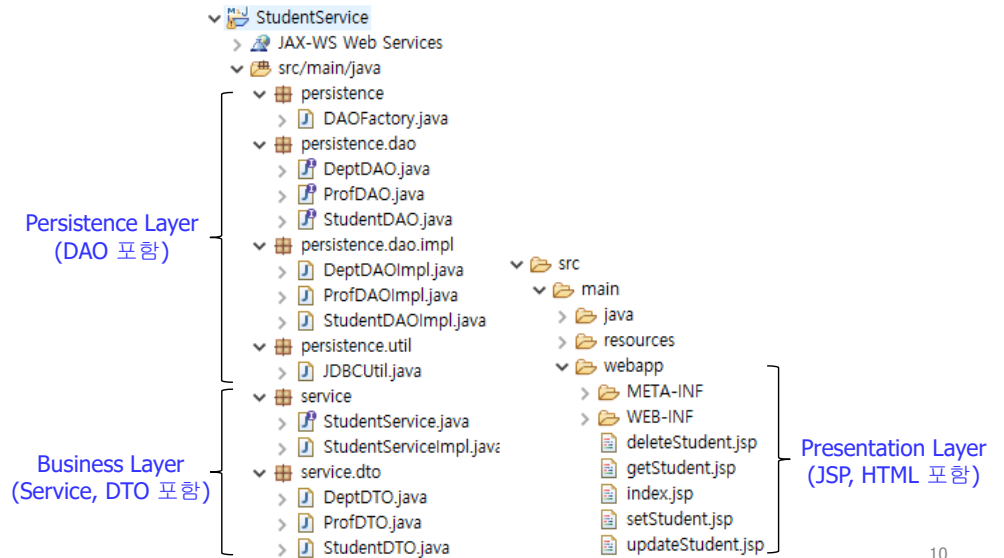 StudentService
JAX-WS Web Services
src/main/java
persistence
DAOFactory.java
persistence.dao
DeptDAO.java
ProfDAO.java
StudentDAO.java
persistence.dao.impl
DeptDAOImpl.java
ProfDAOImpl.java
StudentDAOImpl.java
persistence.util
JDBCUtil.java
service
StudentService.java
StudentServiceImpl.java
service.dto
DeptDTO.java
ProfDTO.java
StudentDTO.java
Persistence Layer
(DAO 포함)
Business Layer
(Service, DTO 포함)
src
main
java
resources
webapp
META-INF
WEB-INF
deleteStudent.jsp
getStudent.jsp
index.jsp
setStudent.jsp
updateStudent.jsp
Presentation Layer
(JSP, HTML 포함)
10